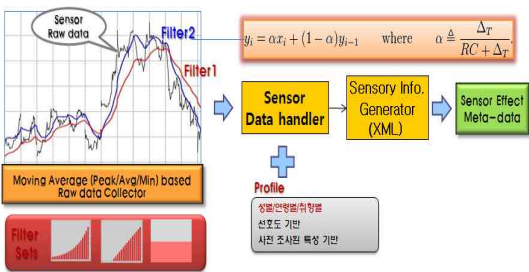 Sensor
Raw data
Filter2
Filter1
yᵢ = αxᵢ + (1 − α)yᵢ₋₁ where α ≜ Δ_T / (RC + Δ_T).
Moving Average (Peak/Avg/Min) based
Raw data Collector
Filter
Sets
Sensor
Data handler
Sensory Info.
Generator
(XML)
Sensor Effect
Meta-data
Profile
성별/연령별/취향별
선호도 기반
사전 조사된 특성 기반